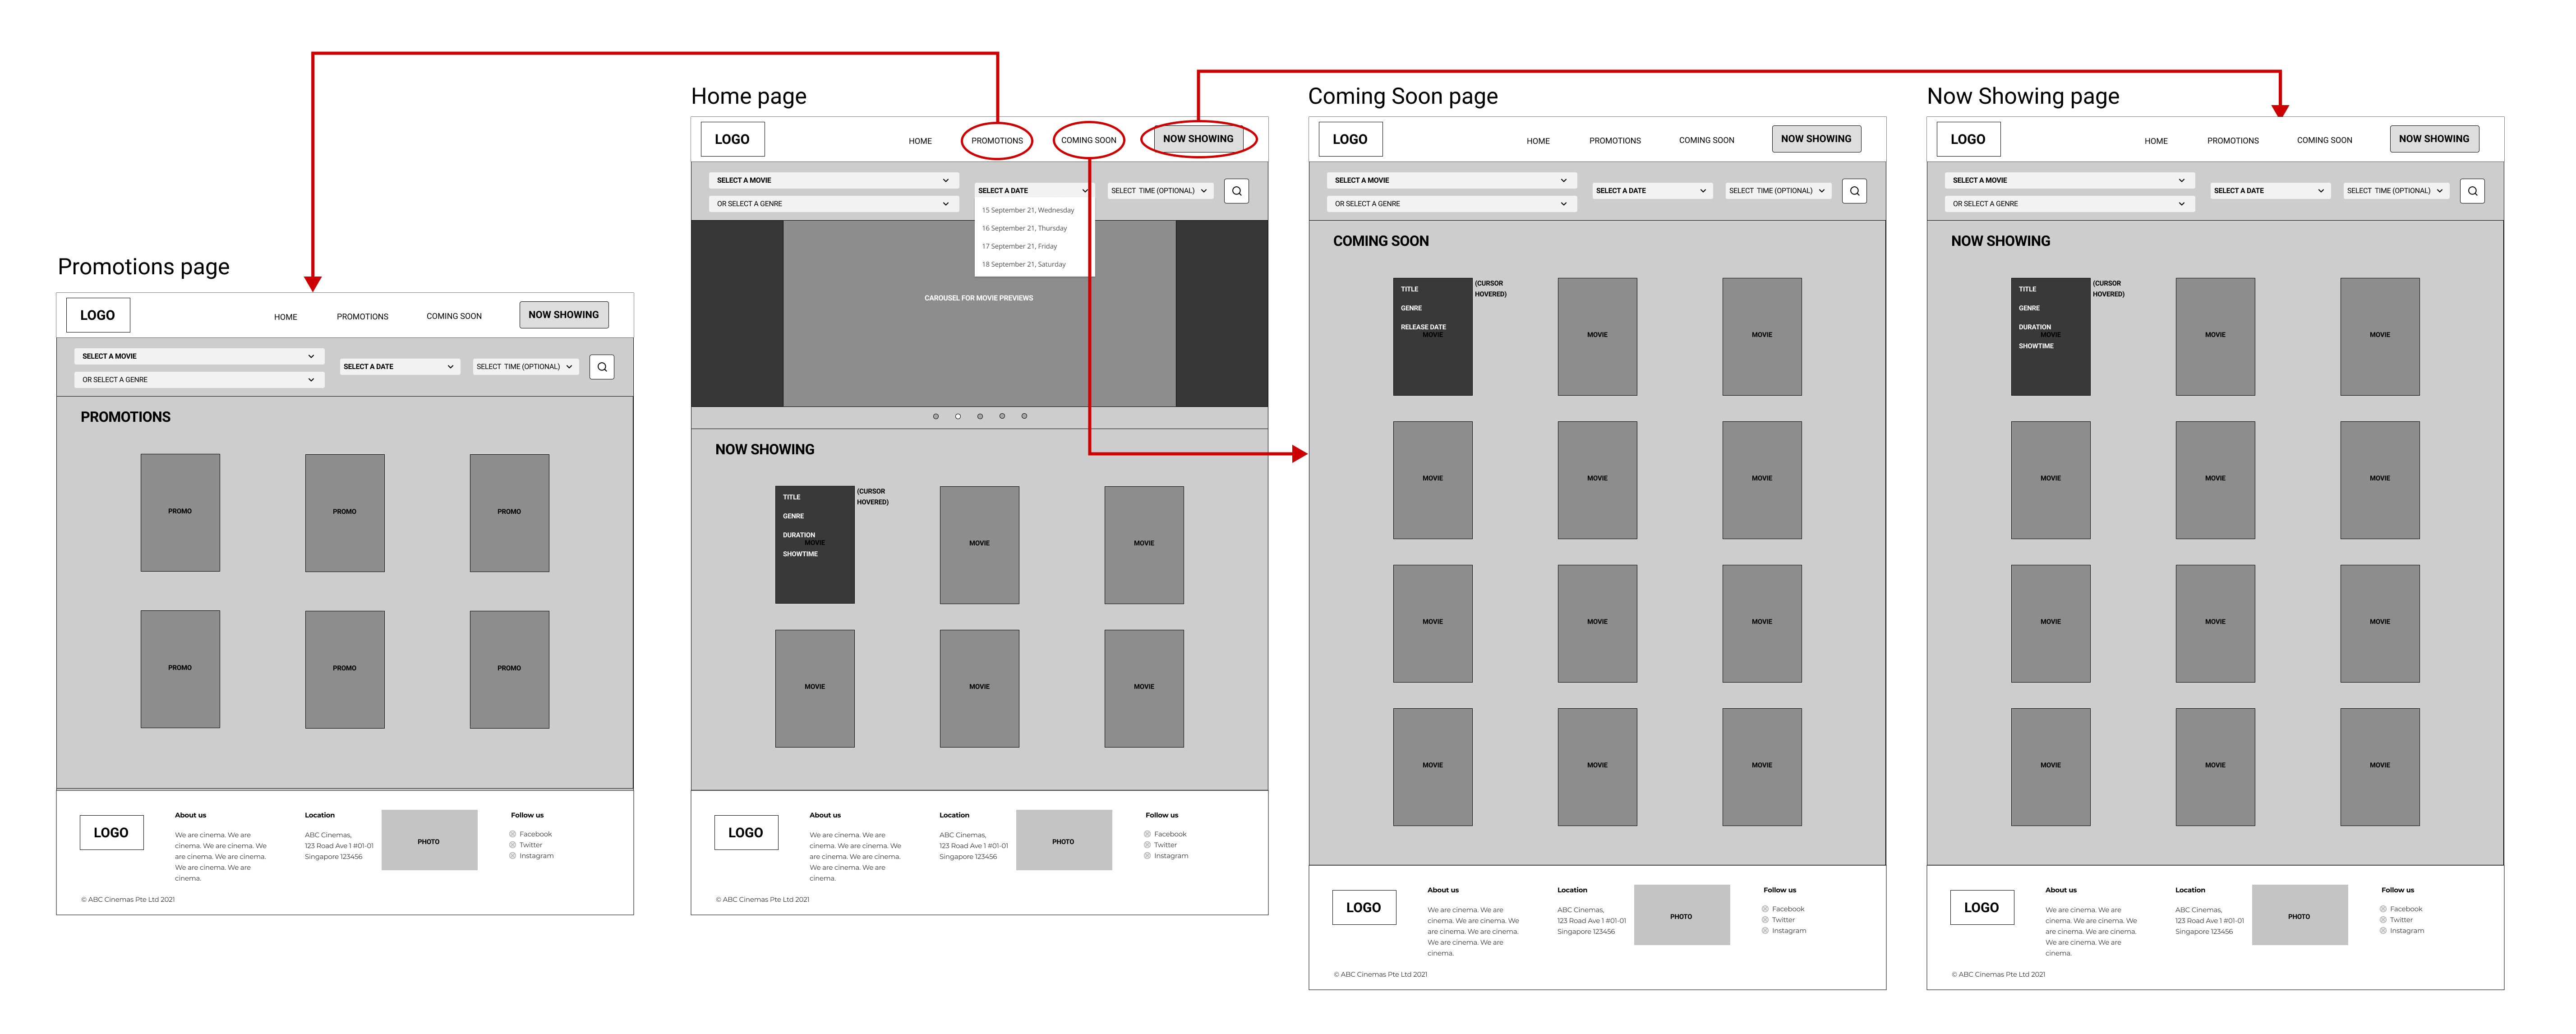 Promotions page
LOGO
HOME
PROMOTIONS
COMING SOON
NOW SHOWING
SELECT A MOVIE
OR SELECT A GENRE
SELECT A DATE
SELECT TIME (OPTIONAL)
PROMOTIONS
PROMO
PROMO
PROMO
PROMO
PROMO
PROMO
LOGO
About us
We are cinema. We are
cinema. We are cinema. We
are cinema. We are cinema.
We are cinema. We are
cinema.
Location
ABC Cinemas,
123 Road Ave 1 #01-01
Singapore 123456
PHOTO
Follow us
Facebook
Twitter
Instagram
© ABC Cinemas Pte Ltd 2021
Home page
LOGO
HOME
PROMOTIONS
COMING SOON
NOW SHOWING
SELECT A MOVIE
OR SELECT A GENRE
SELECT A DATE
15 September 21, Wednesday
16 September 21, Thursday
17 September 21, Friday
18 September 21, Saturday
SELECT TIME (OPTIONAL)
CAROUSEL FOR MOVIE PREVIEWS
NOW SHOWING
TITLE
GENRE
DURATION
MOVIE
SHOWTIME
(CURSOR
HOVERED)
MOVIE
MOVIE
MOVIE
MOVIE
MOVIE
LOGO
About us
We are cinema. We are
cinema. We are cinema. We
are cinema. We are cinema.
We are cinema. We are
cinema.
Location
ABC Cinemas,
123 Road Ave 1 #01-01
Singapore 123456
PHOTO
Follow us
Facebook
Twitter
Instagram
© ABC Cinemas Pte Ltd 2021
Coming Soon page
LOGO
HOME
PROMOTIONS
COMING SOON
NOW SHOWING
SELECT A MOVIE
OR SELECT A GENRE
SELECT A DATE
SELECT TIME (OPTIONAL)
COMING SOON
TITLE
GENRE
RELEASE DATE
MOVIE
(CURSOR
HOVERED)
MOVIE
MOVIE
MOVIE
MOVIE
MOVIE
MOVIE
MOVIE
MOVIE
MOVIE
MOVIE
MOVIE
LOGO
About us
We are cinema. We are
cinema. We are cinema. We
are cinema. We are cinema.
We are cinema. We are
cinema.
Location
ABC Cinemas,
123 Road Ave 1 #01-01
Singapore 123456
PHOTO
Follow us
Facebook
Twitter
Instagram
© ABC Cinemas Pte Ltd 2021
Now Showing page
LOGO
HOME
PROMOTIONS
COMING SOON
NOW SHOWING
SELECT A MOVIE
OR SELECT A GENRE
SELECT A DATE
SELECT TIME (OPTIONAL)
NOW SHOWING
TITLE
GENRE
DURATION
MOVIE
SHOWTIME
(CURSOR
HOVERED)
MOVIE
MOVIE
MOVIE
MOVIE
MOVIE
MOVIE
MOVIE
MOVIE
MOVIE
MOVIE
MOVIE
LOGO
About us
We are cinema. We are
cinema. We are cinema. We
are cinema. We are cinema.
We are cinema. We are
cinema.
Location
ABC Cinemas,
123 Road Ave 1 #01-01
Singapore 123456
PHOTO
Follow us
Facebook
Twitter
Instagram
© ABC Cinemas Pte Ltd 2021